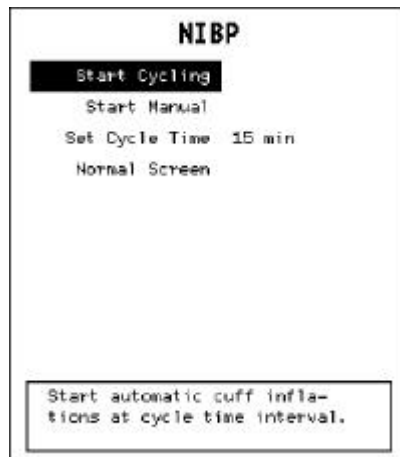 NIBP
Start Cycling
Start Manual
Set Cycle Time 15 min
Normal Screen
Start automatic cuff infla-
tions at cycle time interval.